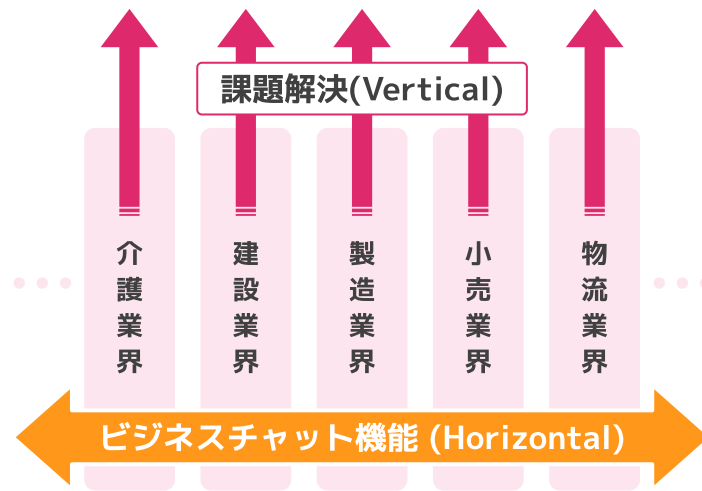 課題解決(Vertical)
介護業界
建設業界
製造業界
小売業界
物流業界
ビジネスチャット機能 (Horizontal)